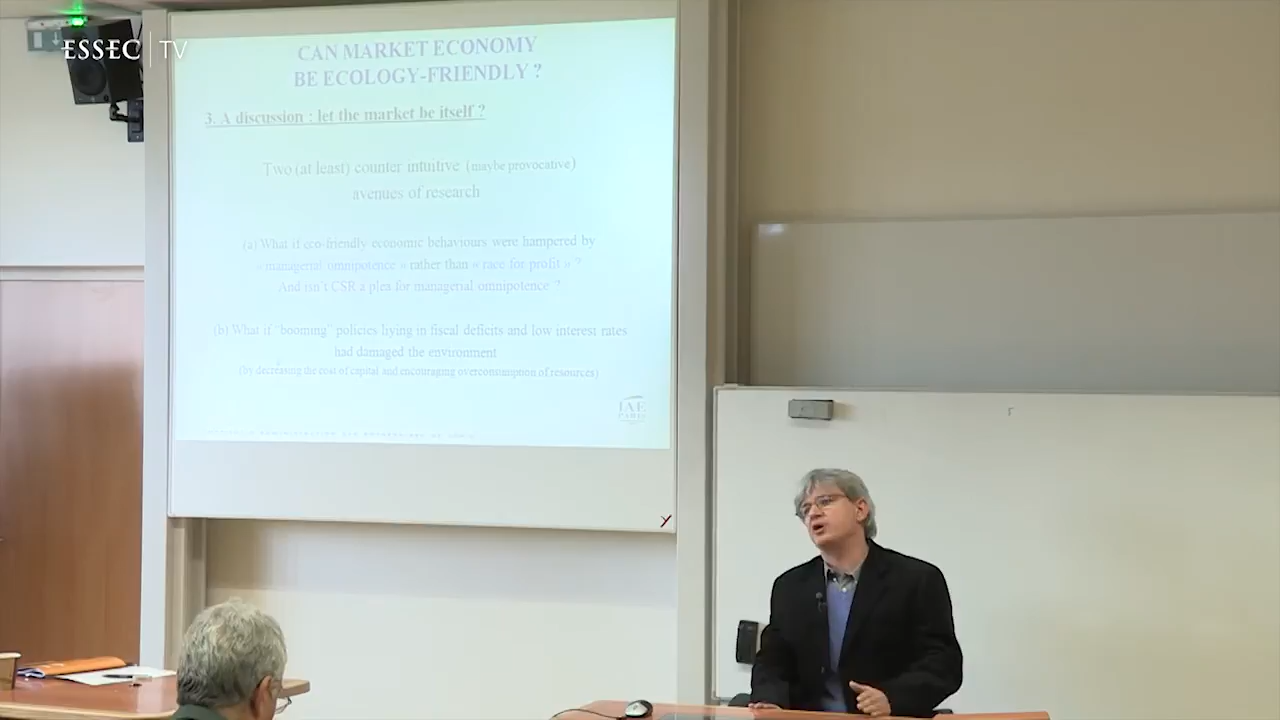 ESSEC TV
CAN MARKET ECONOMY
BE ECOLOGY-FRIENDLY ?
3. A discussion : let the market be itself ?
Two (at least) counter intuitive (maybe provocative)
avenues of research
(a) What if eco-friendly economic behaviours were hampered by
« managerial omnipotence » rather than « race for profit » ?
And isn't CSR a plea for managerial omnipotence ?
(b) What if "booming" policies liying in fiscal deficits and low interest rates
had damaged the environment
(by decreasing the cost of capital and encouraging overconsumption of resources)
IAE
PARIS